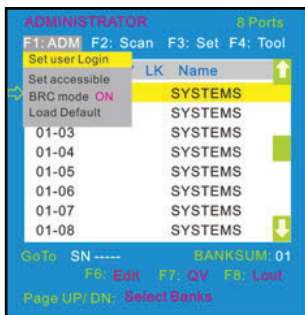 ADMINISTRATOR 8 Ports
F1: ADM F2: Scan F3: Set F4: Tool
Set user Login
LK Name
Set accessible
BRC mode ON
SYSTEMS
Load Default
SYSTEMS
01-03 SYSTEMS
01-04 SYSTEMS
01-05 SYSTEMS
01-06 SYSTEMS
01-07 SYSTEMS
01-08 SYSTEMS
GoTo SN ----- BANKSUM: 01
F6: Edit F7: QV F8: Lout
Page UP/ DN: Select Banks